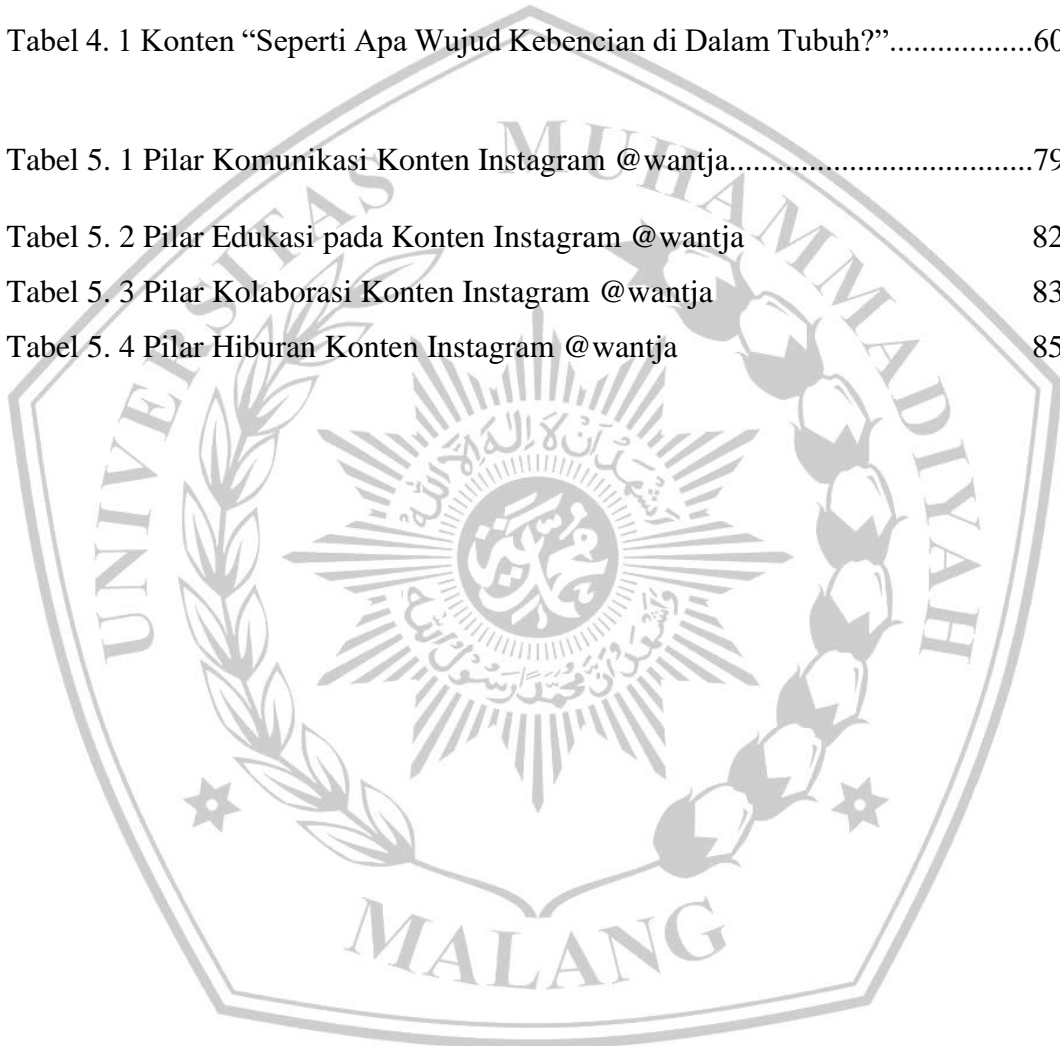 Tabel 4. 1 Konten “Seperti Apa Wujud Kebencian di Dalam Tubuh?”.................60
Tabel 5. 1 Pilar Komunikasi Konten Instagram @wantja...................................79
Tabel 5. 2 Pilar Edukasi pada Konten Instagram @wantja 82
Tabel 5. 3 Pilar Kolaborasi Konten Instagram @wantja 83
Tabel 5. 4 Pilar Hiburan Konten Instagram @wantja 85
UNIVERSITAS MUHAMMADIYAH
MALANG